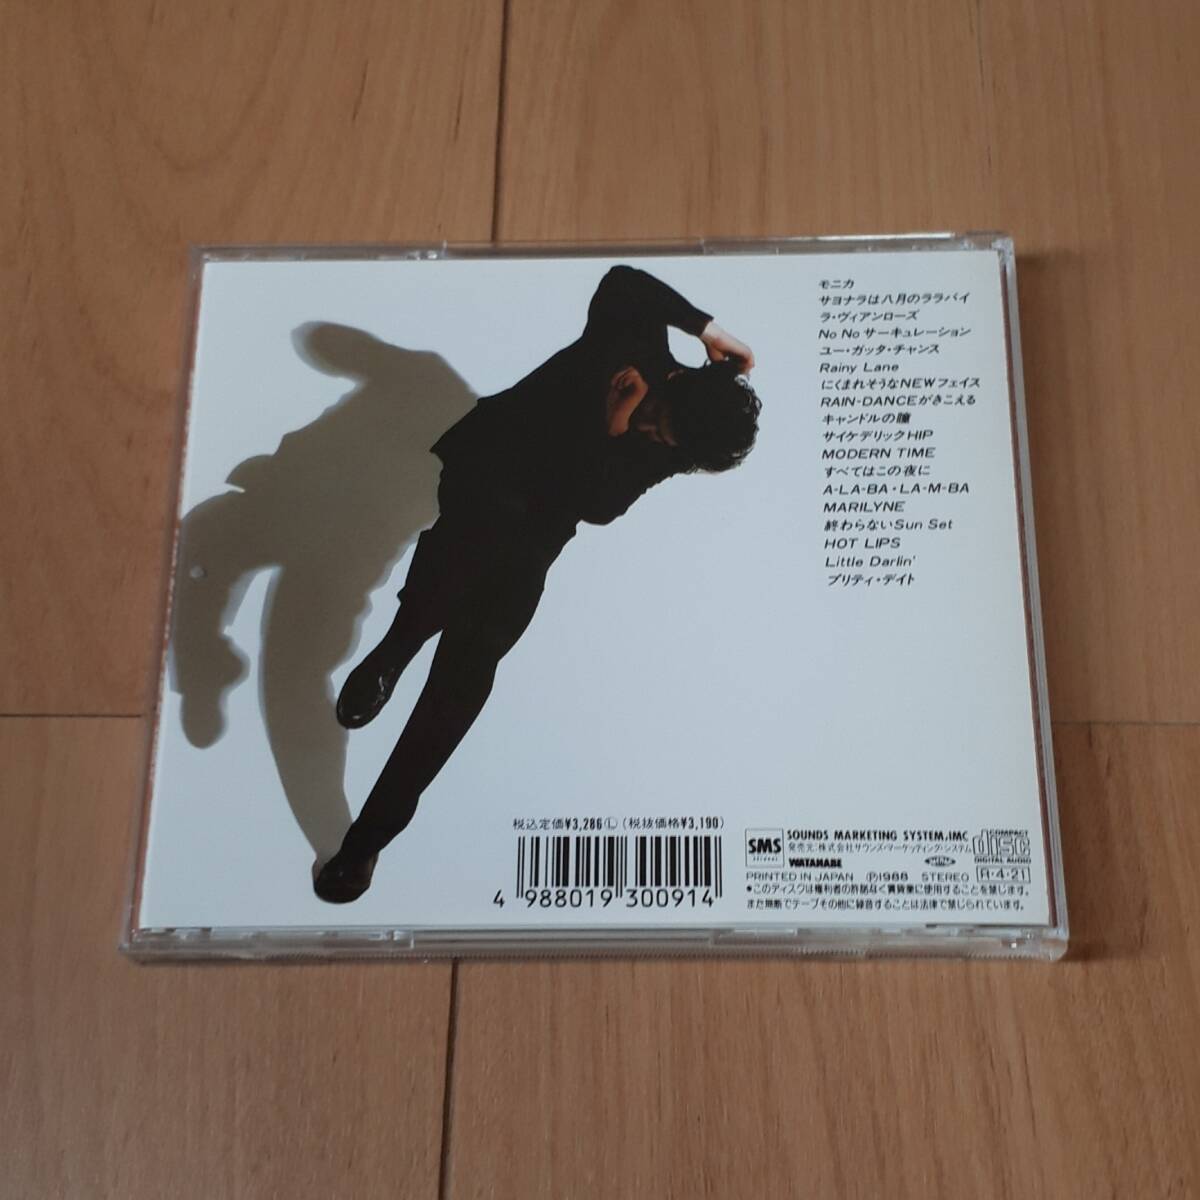 モニカ
サヨナラは八月のララバイ
ラ・ヴィアンローズ
No No サーキュレーション
ユー・ガッタ・チャンス
Rainy Lane
にくまれそうなNEWフェイス
RAIN-DANCEがきこえる
キャンドルの瞳
サイケデリックHIP
MODERN TIME
すべてはこの夜に
A-LA-BA・LA-M-BA
MARILYNE
終わらないSun Set
HOT LIPS
Little Darlin'
プリティ・デイト
税込定価¥3,286Ⓛ(税抜価格¥3,190)
4 988019 300914
SMS
SOUNDS MARKETING SYSTEM,iMC
発売元:株式会社サウンズ・マーケッティング・システム
WATANABE
COMPACT
disc
DIGITAL AUDIO
PRINTED IN JAPAN Ⓟ1988 STEREO R・4・21
●このディスクは権利者の許諾なく賃貸業に使用することを禁じます。
また無断でテープその他に録音することは法律で禁じられています。